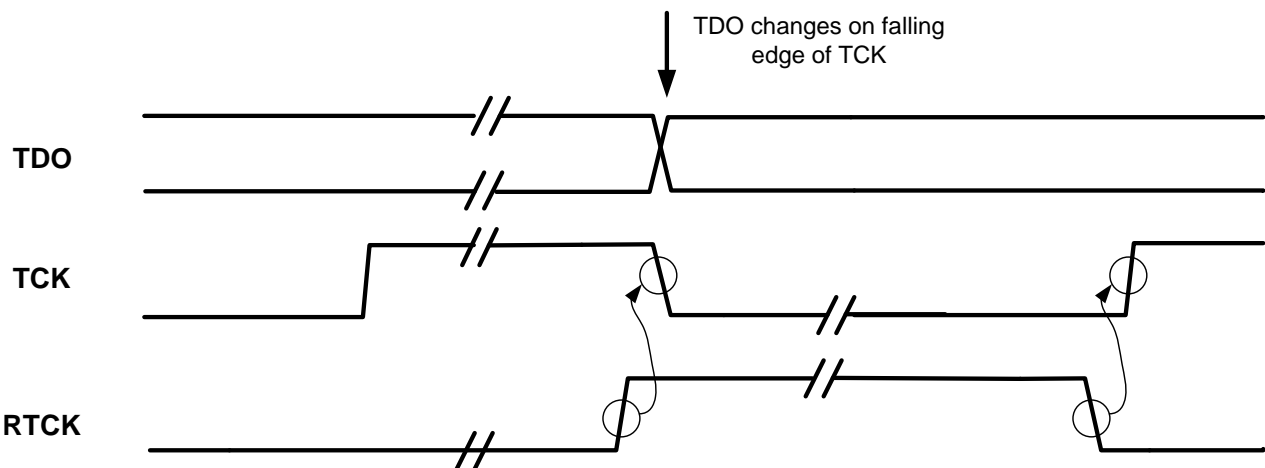 TDO changes on falling
edge of TCK
TDO
TCK
RTCK